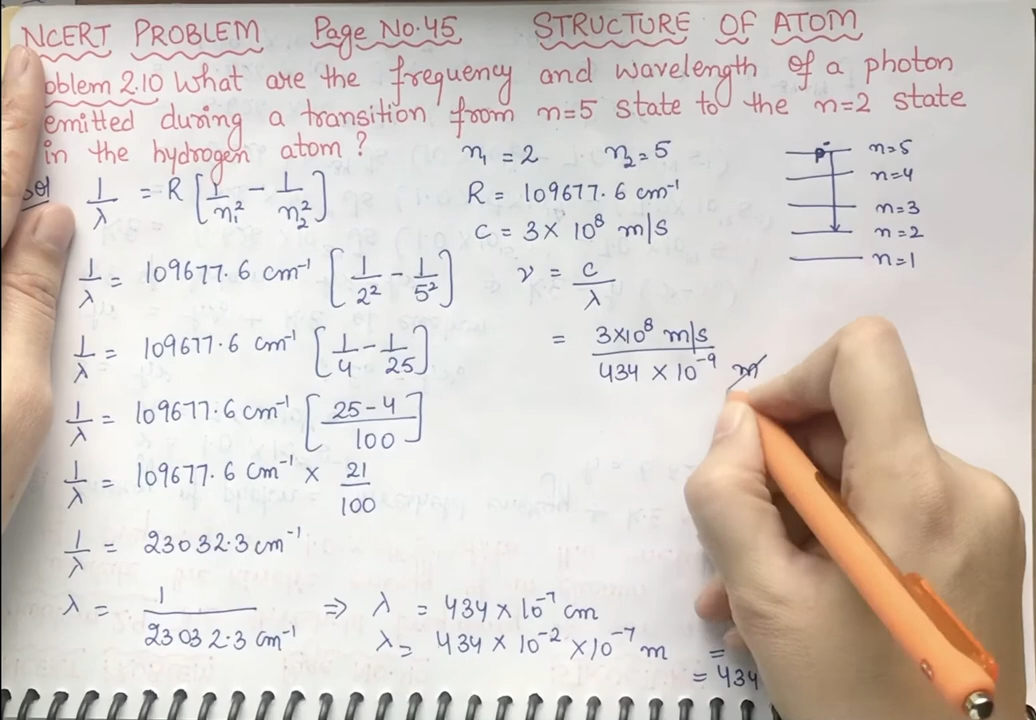 NCERT PROBLEM Page No.45 STRUCTURE OF ATOM
oblem 2.10 What are the frequency and wavelength of a photon
emitted during a transition from n=5 state to the n=2 state
in the hydrogen atom?
n₁ = 2 n₂ = 5
n=5
n=4
n=3
n=2
n=1
Sol 1/λ = R [1/n₁² − 1/n₂²]
R = 109677.6 cm⁻¹
C = 3× 10⁸ m/s
1/λ = 109677.6 cm⁻¹ [1/2² − 1/5²]
ν = c/λ
1/λ = 109677.6 cm⁻¹ [1/4 − 1/25]
= 3×10⁸ m/s / 434 × 10⁻⁹ m
1/λ = 109677.6 cm⁻¹ [25−4/100]
1/λ = 109677.6 cm⁻¹ × 21/100
1/λ = 23032.3 cm⁻¹
λ = 1/23032.3 cm⁻¹ ⇒ λ = 434 × 10⁻⁷ cm
λ = 434 × 10⁻² × 10⁻⁷ m =
= 434